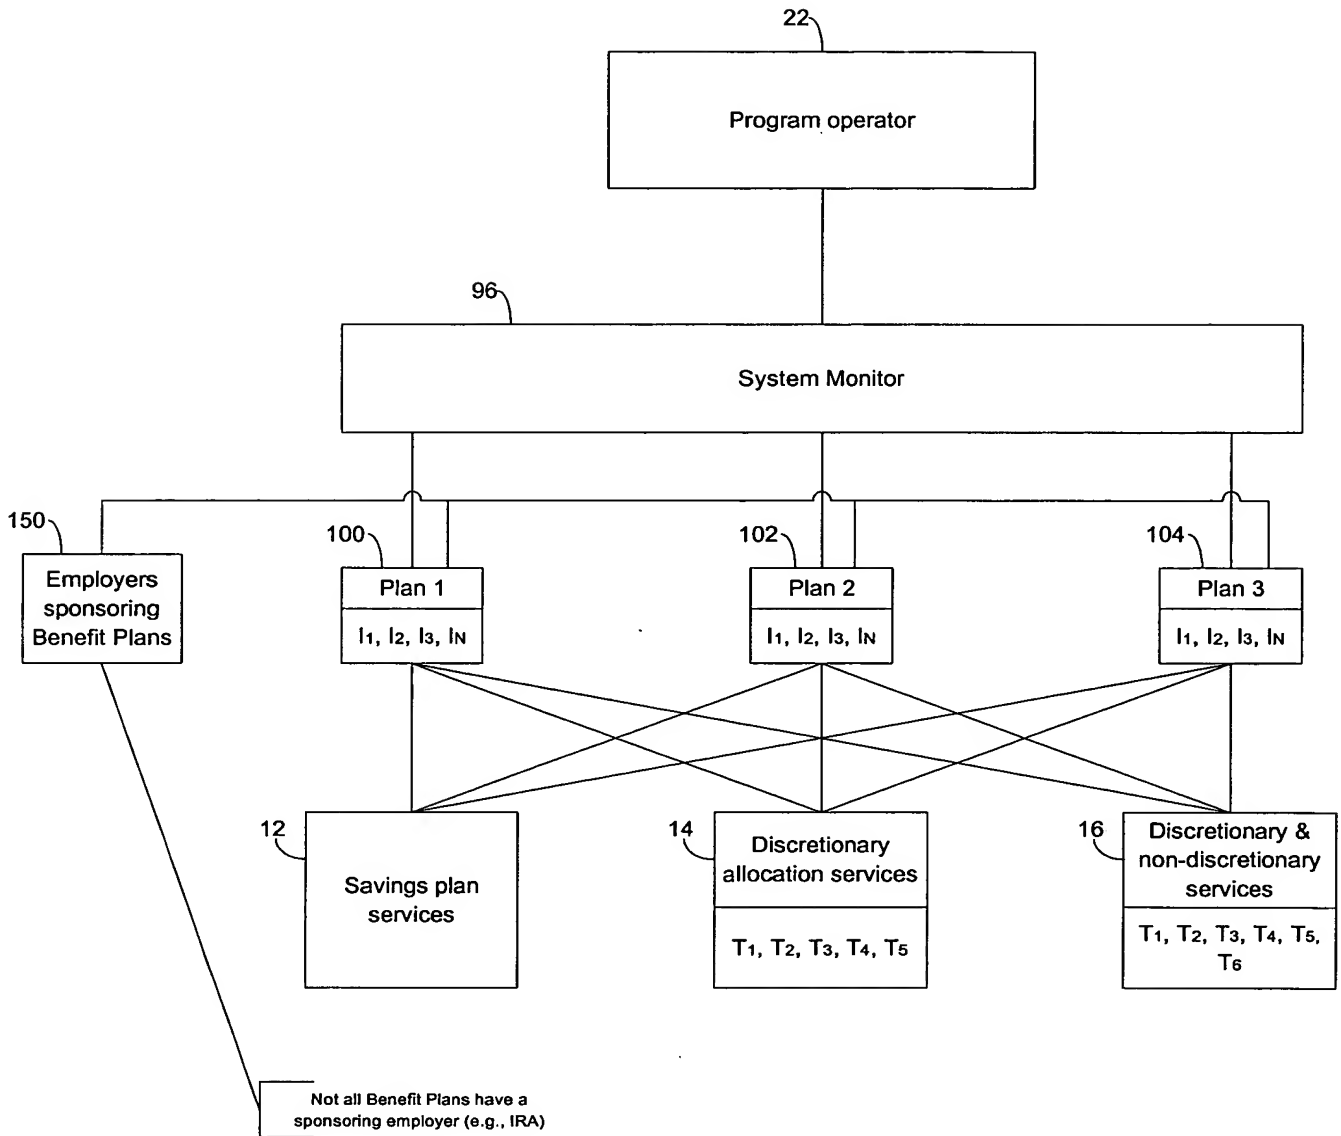 22
Program operator
96
System Monitor
150
100
102
104
Employers
sponsoring
Benefit Plans
Plan 1
I1, I2, I3, IN
Plan 2
I1, I2, I3, IN
Plan 3
I1, I2, I3, IN
12
Savings plan
services
14
Discretionary
allocation services
T1, T2, T3, T4, T5
16
Discretionary &
non-discretionary
services
T1, T2, T3, T4, T5,
T6
Not all Benefit Plans have a
sponsoring employer (e.g., IRA)